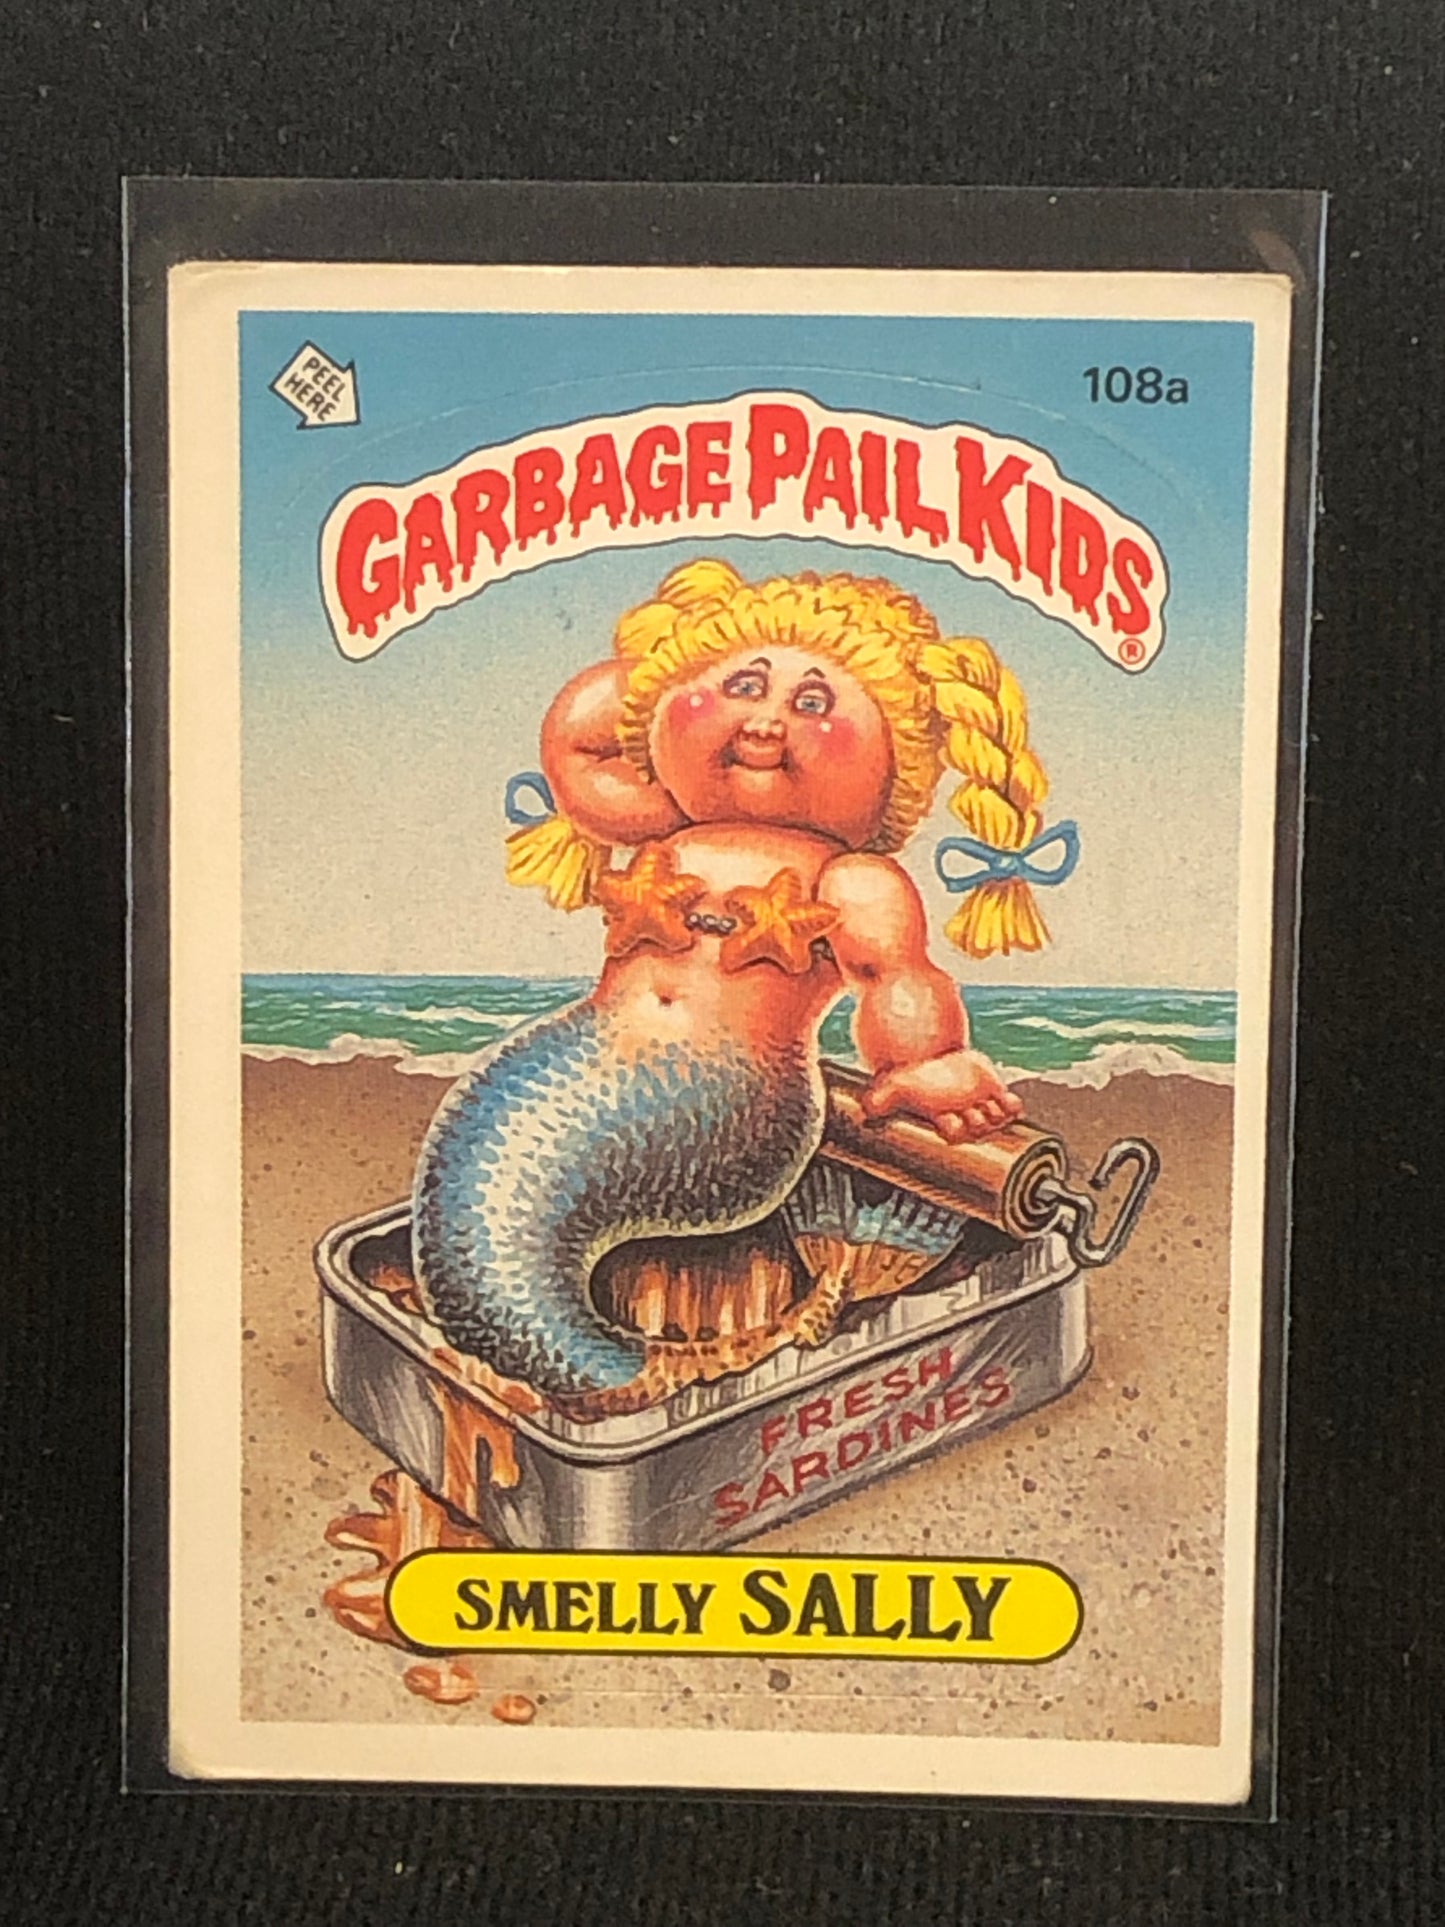 PEEL
HERE
108a
GARBAGE PAIL KIDS
®
FRESH
SARDINES
SMELLY SALLY